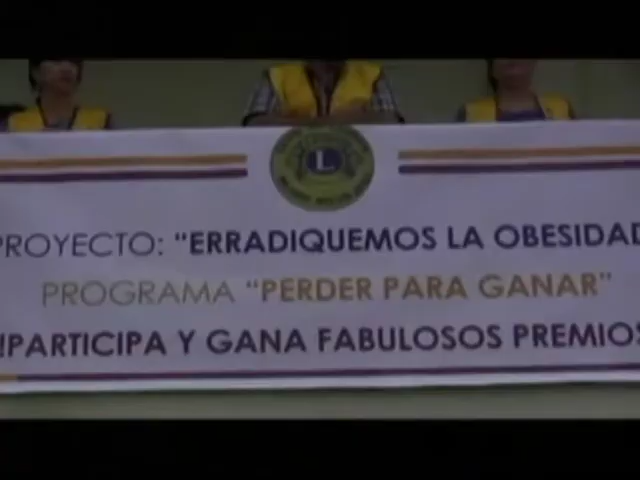 L
PROYECTO: "ERRADIQUEMOS LA OBESIDAD
PROGRAMA "PERDER PARA GANAR"
!PARTICIPA Y GANA FABULOSOS PREMIOS